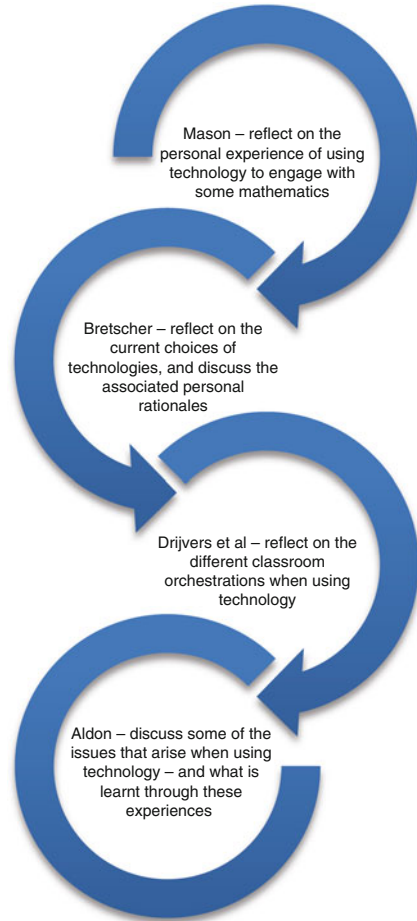 Mason – reflect on the
personal experience of using
technology to engage with
some mathematics
Bretscher – reflect on the
current choices of
technologies, and discuss the
associated personal
rationales
Drijvers et al – reflect on the
different classroom
orchestrations when using
technology
Aldon – discuss some of the
issues that arise when using
technology – and what is
learnt through these
experiences